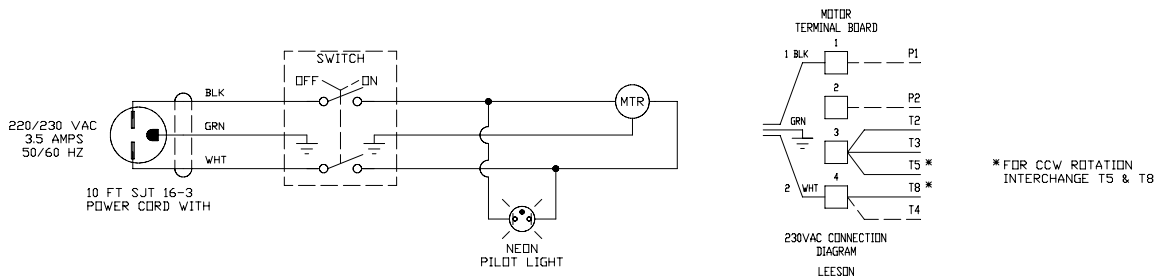 220/230 VAC
3.5 AMPS
50/60 HZ
10 FT SJT 16-3
POWER CORD WITH
BLK
GRN
WHT
SWITCH
OFF
ON
MTR
NEON
PILOT LIGHT
MOTOR
TERMINAL BOARD
1 BLK
GRN
2 WHT
1
P1
2
P2
3
T2
T3
T5 *
4
T8 *
T4
230VAC CONNECTION
DIAGRAM
LEESON
* FOR CCW ROTATION
INTERCHANGE T5 & T8